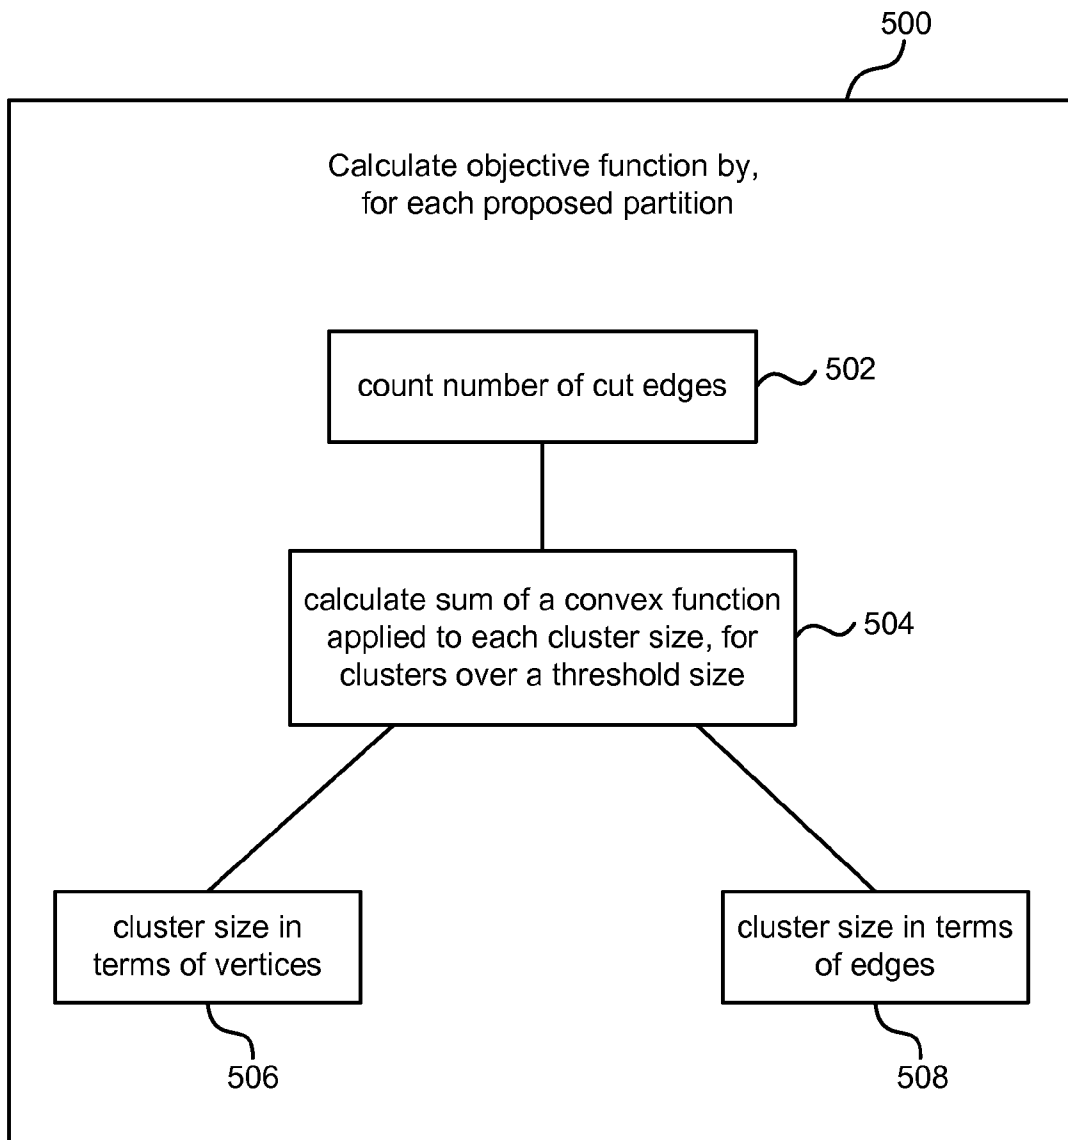 500
Calculate objective function by,
for each proposed partition
count number of cut edges
502
calculate sum of a convex function
applied to each cluster size, for
clusters over a threshold size
504
cluster size in
terms of vertices
cluster size in terms
of edges
506
508